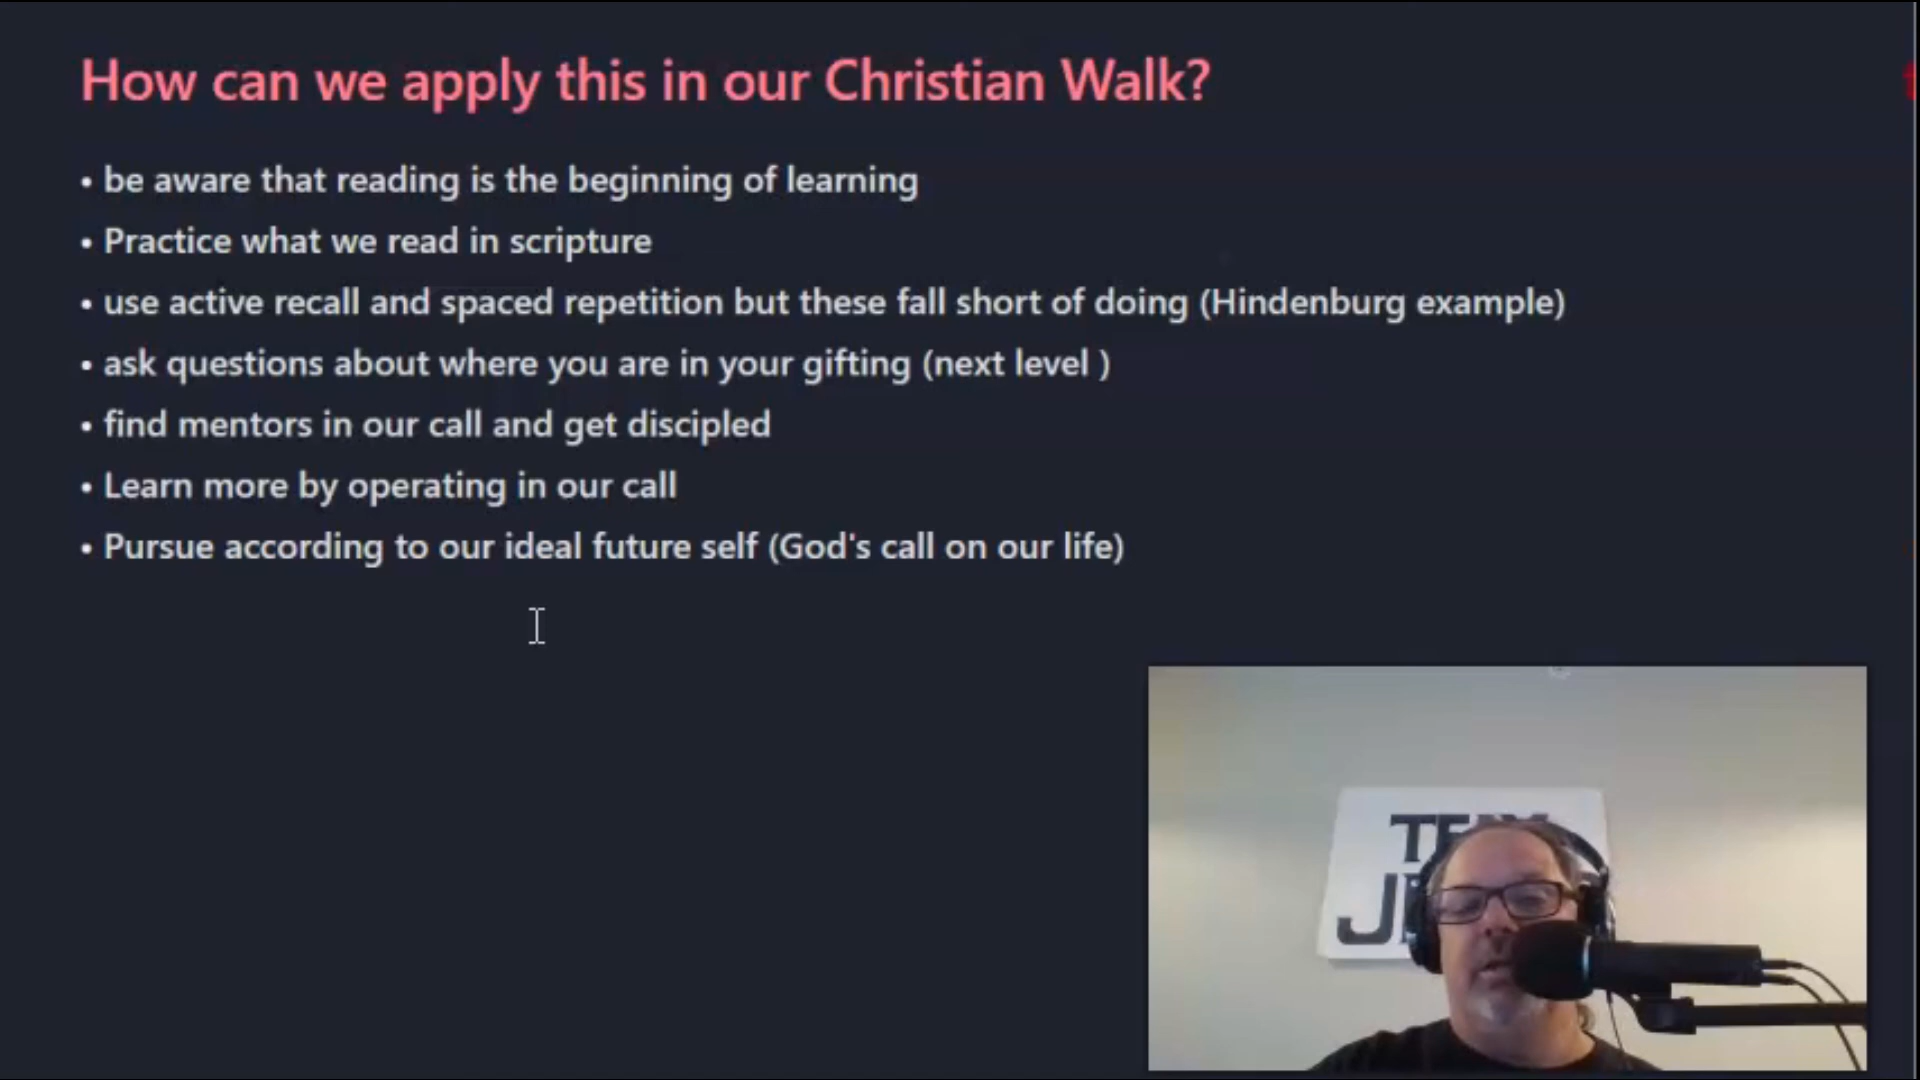 How can we apply this in our Christian Walk?
• be aware that reading is the beginning of learning
• Practice what we read in scripture
• use active recall and spaced repetition but these fall short of doing (Hindenburg example)
• ask questions about where you are in your gifting (next level )
• find mentors in our call and get discipled
• Learn more by operating in our call
• Pursue according to our ideal future self (God's call on our life)